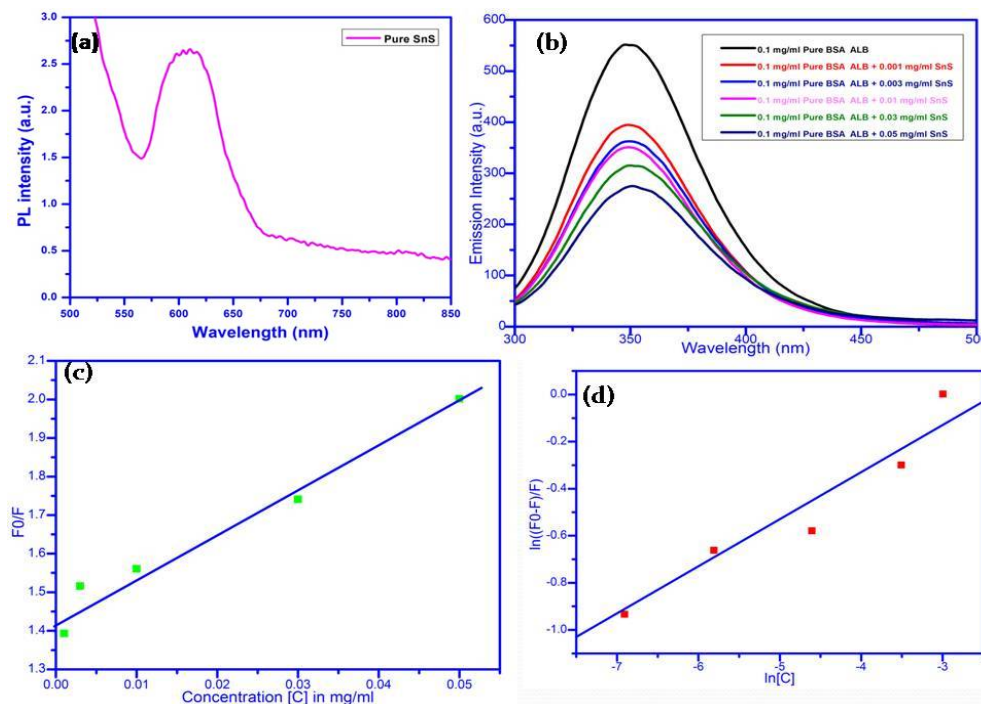 (a)
Pure SnS
3.0
2.5
2.0
1.5
1.0
0.5
0.0
PL intensity (a.u.)
500 550 600 650 700 750 800 850
Wavelength (nm)
(b)
0.1 mg/ml Pure BSA ALB
0.1 mg/ml Pure BSA ALB + 0.001 mg/ml SnS
0.1 mg/ml Pure BSA ALB + 0.003 mg/ml SnS
0.1 mg/ml Pure BSA ALB + 0.01 mg/ml SnS
0.1 mg/ml Pure BSA ALB + 0.03 mg/ml SnS
0.1 mg/ml Pure BSA ALB + 0.05 mg/ml SnS
600
500
400
300
200
100
0
Emission Intensity (a.u.)
300 350 400 450 500
Wavelength (nm)
(c)
2.1
2.0
1.9
1.8
1.7
1.6
1.5
1.4
1.3
F0/F
0.00 0.01 0.02 0.03 0.04 0.05
Concentration [C] in mg/ml
(d)
0.0
-0.2
-0.4
-0.6
-0.8
-1.0
ln((F0-F)/F)
-7 -6 -5 -4 -3
ln[C]